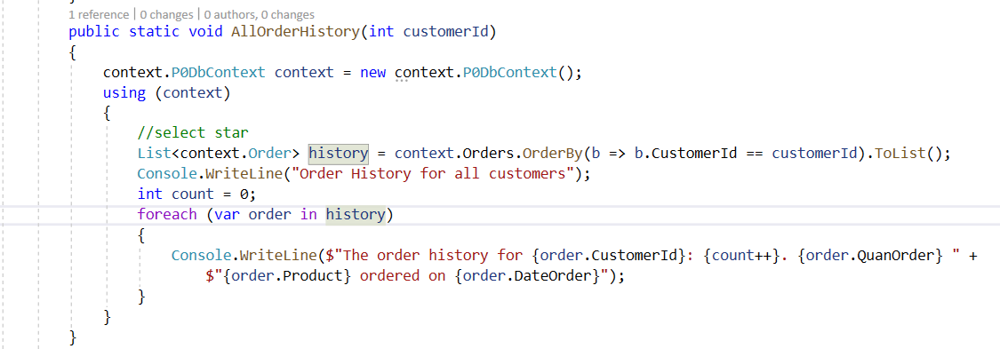 }
1 reference | 0 changes | 0 authors, 0 changes
public static void AllOrderHistory(int customerId)
{
context.P0DbContext context = new context.P0DbContext();
using (context)
{
//select star
List<context.Order> history = context.Orders.OrderBy(b => b.CustomerId == customerId).ToList();
Console.WriteLine("Order History for all customers");
int count = 0;
foreach (var order in history)
{
Console.WriteLine($"The order history for {order.CustomerId}: {count++}. {order.QuanOrder} " +
$"{order.Product} ordered on {order.DateOrder}");
}
}
}